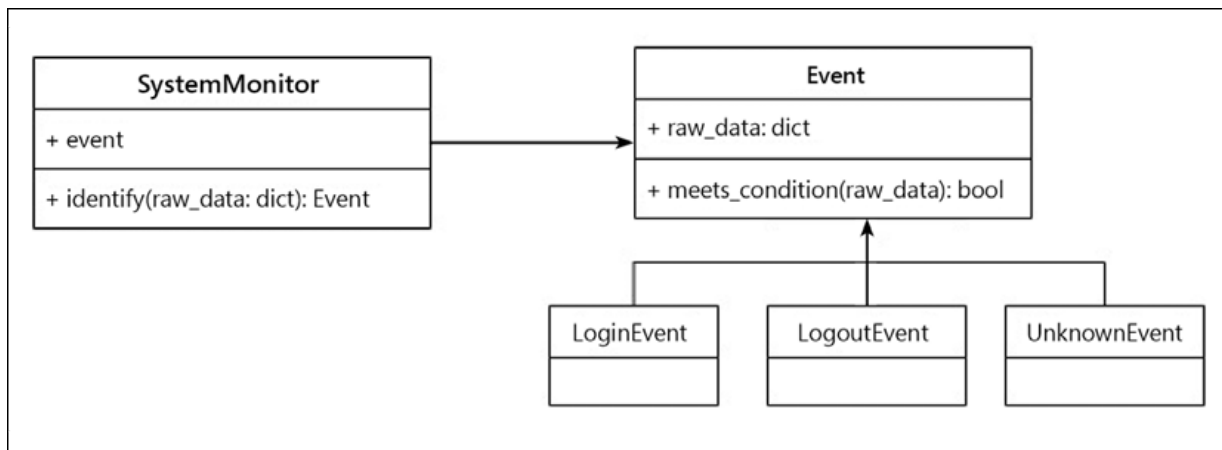 SystemMonitor
+ event
+ identify(raw_data: dict): Event
Event
+ raw_data: dict
+ meets_condition(raw_data): bool
LoginEvent
LogoutEvent
UnknownEvent